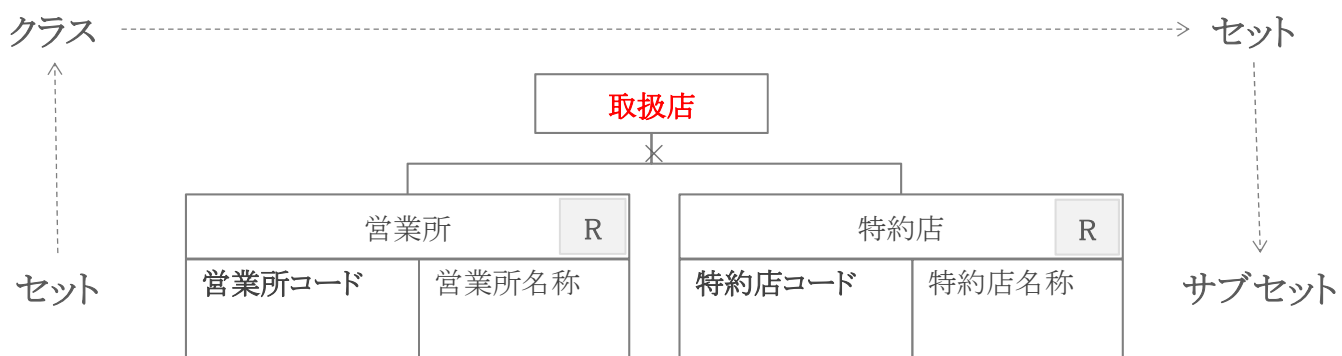 クラス
セット
取扱店
営業所
R
特約店
R
セット
営業所コード
営業所名称
特約店コード
特約店名称
サブセット